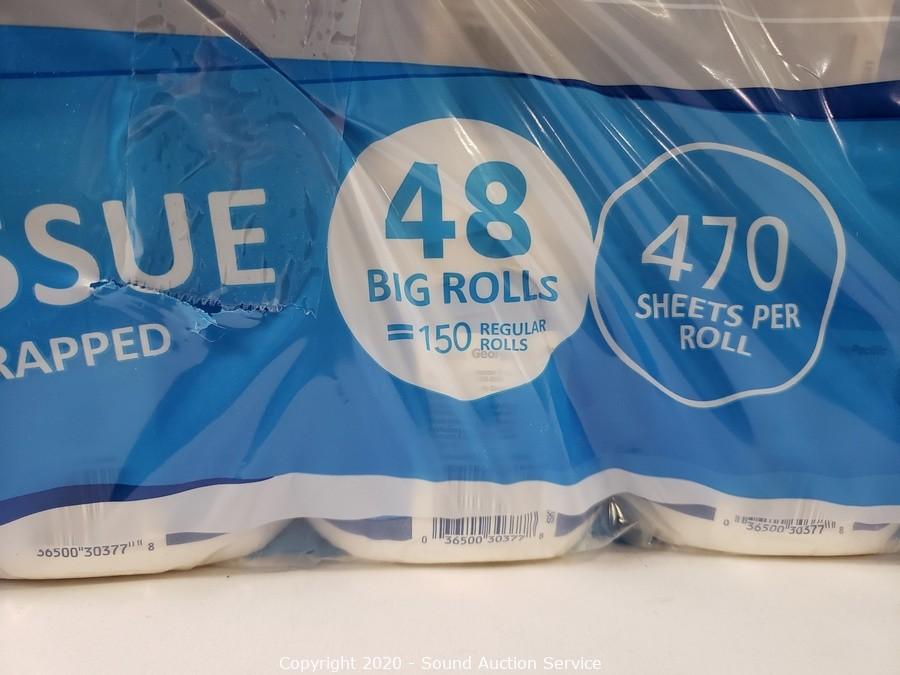 SSUE
RAPPED
48
BIG ROLLS
=150 REGULAR
ROLLS
470
SHEETS PER
ROLL
36500"30377" 8
0 36500"30377" 8
0 36500"30377" 8
Copyright 2020 - Sound Auction Service